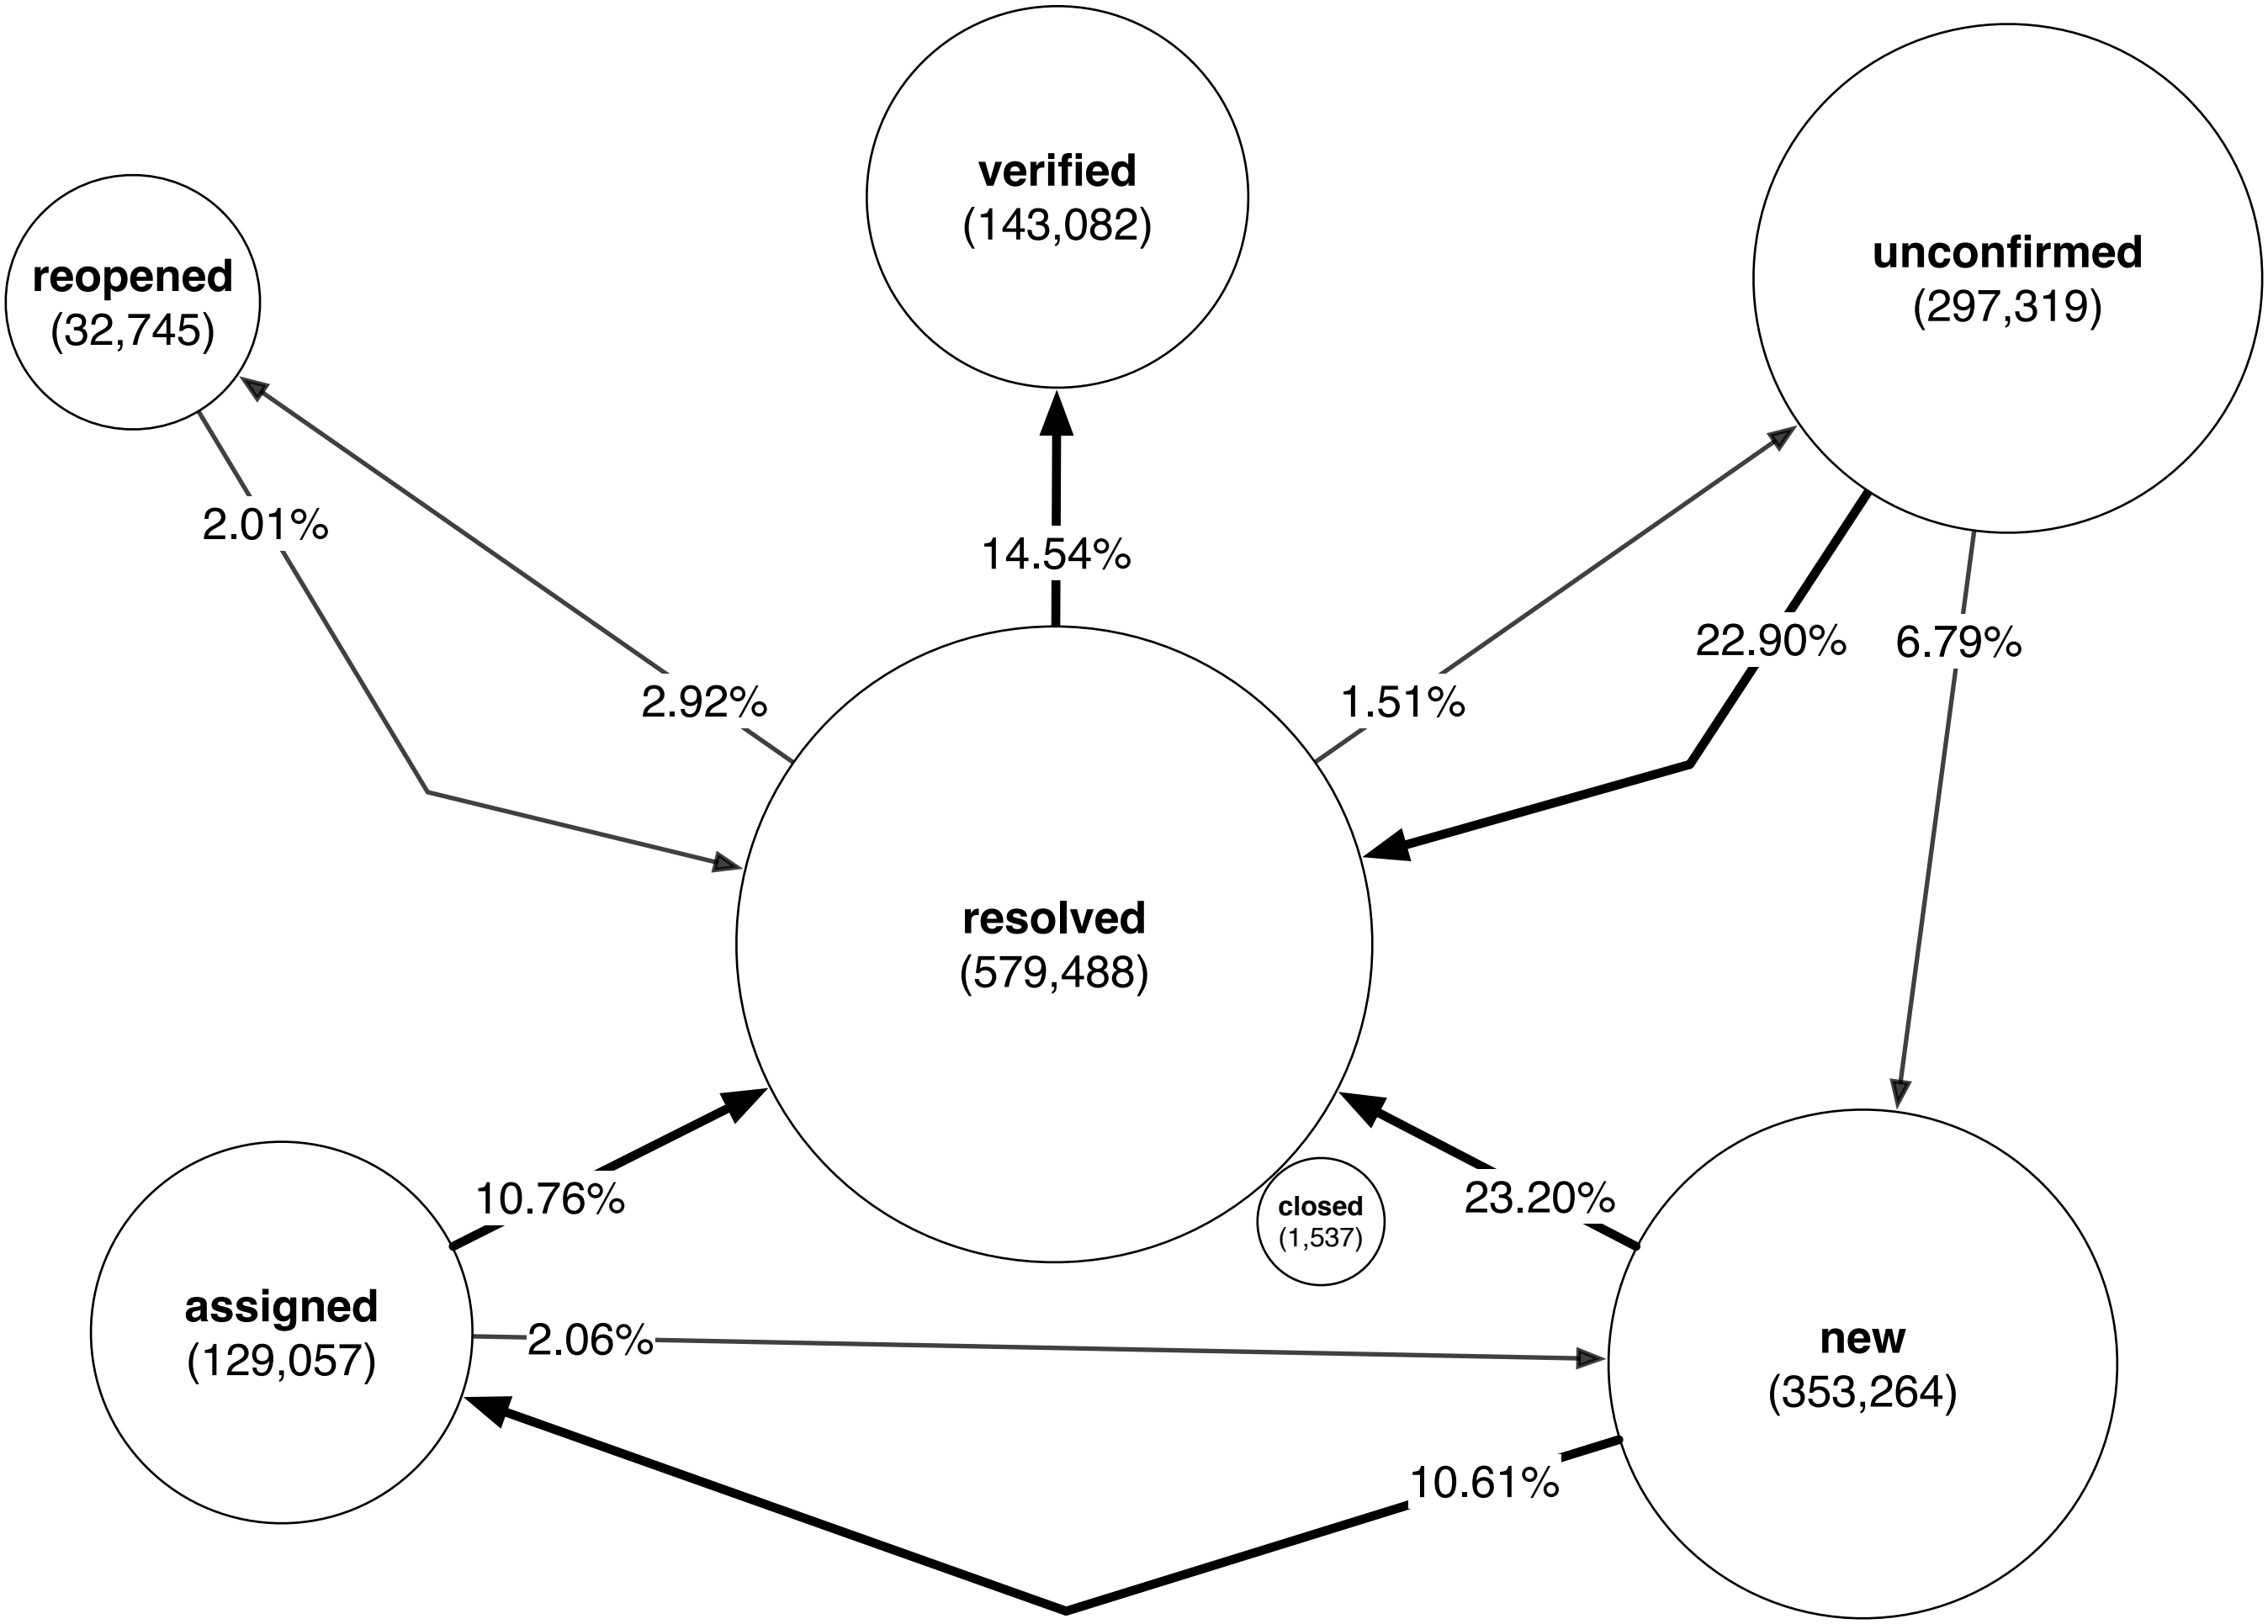 verified
(143,082)
unconfirmed
(297,319)
reopened
(32,745)
2.01%
14.54%
22.90%
6.79%
2.92%
1.51%
resolved
(579,488)
10.76%
closed
(1,537)
23.20%
assigned
(129,057)
2.06%
new
(353,264)
10.61%